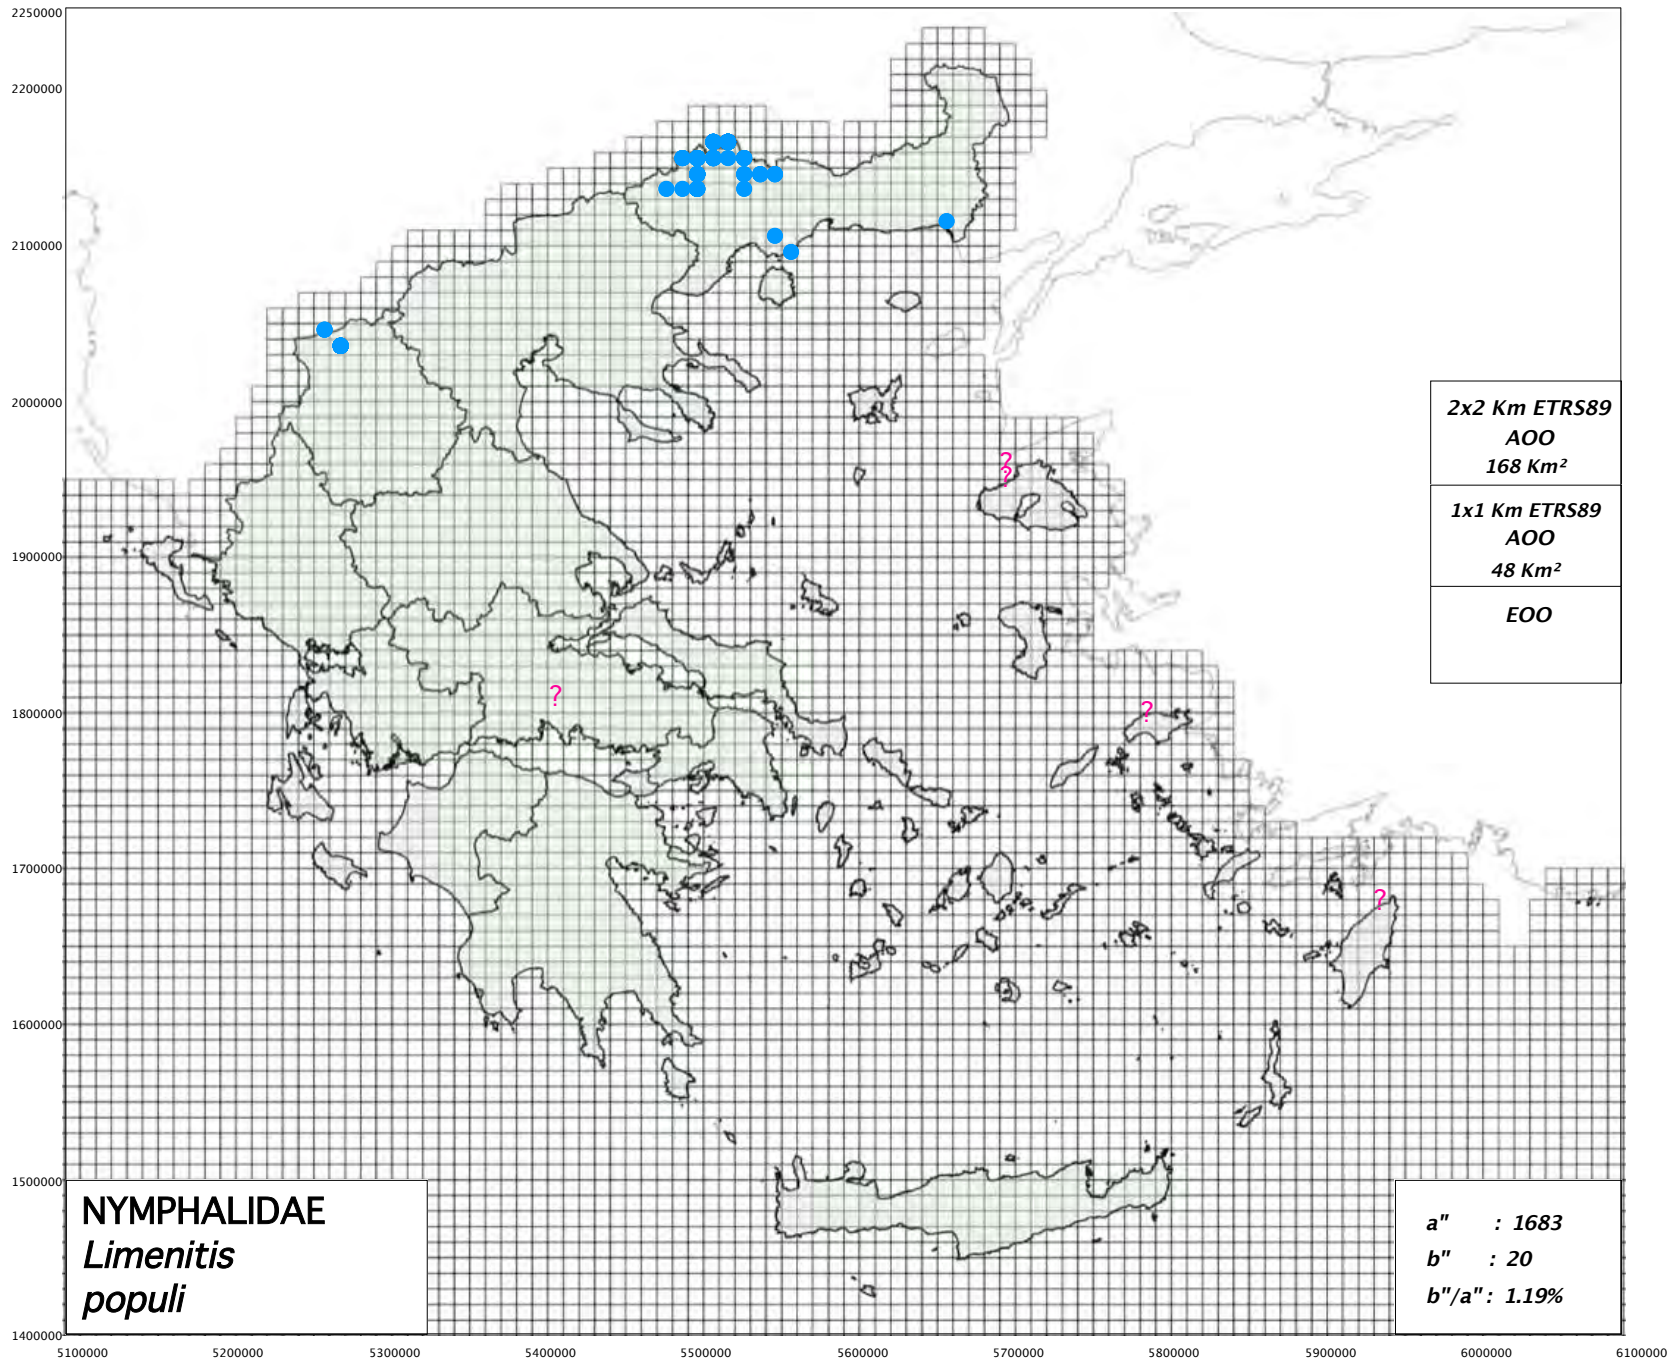 2250000
2200000
2100000
2000000
1900000
1800000
1700000
1600000
1500000
1400000
?
?
?
?
?
2x2 Km ETRS89
AOO
168 Km²
1x1 Km ETRS89
AOO
48 Km²
EOO
NYMPHALIDAE
Limenitis
populi
a" : 1683
b" : 20
b"/a" : 1.19%
5100000 5200000 5300000 5400000 5500000 5600000 5700000 5800000 5900000 6000000 6100000